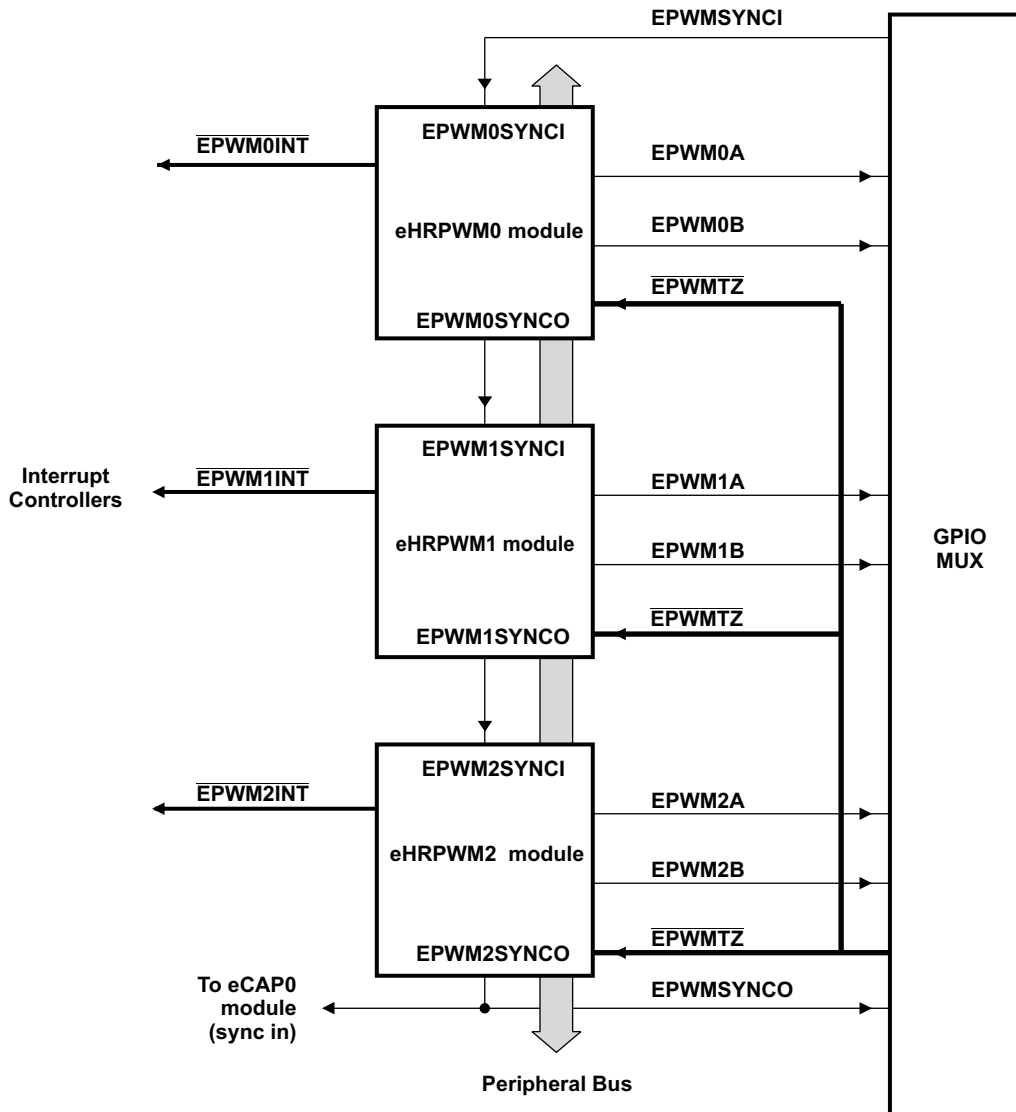 EPWMSYNCI
EPWM0SYNCI
EPWM0INT
EPWM0A
EPWM0B
eHRPWM0 module
EPWMTZ
EPWM0SYNCO
EPWM1SYNCI
Interrupt
Controllers
EPWM1INT
EPWM1A
eHRPWM1 module
EPWM1B
GPIO
MUX
EPWMTZ
EPWM1SYNCO
EPWM2SYNCI
EPWM2INT
EPWM2A
eHRPWM2 module
EPWM2B
EPWMTZ
EPWM2SYNCO
To eCAP0
module
(sync in)
EPWMSYNCO
Peripheral Bus